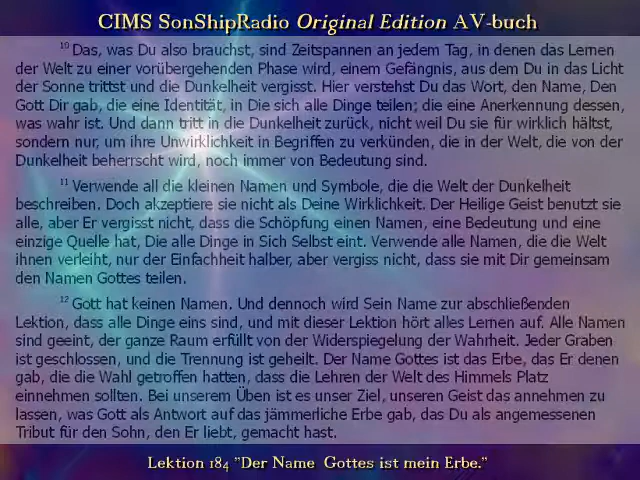 CIMS SonShipRadio Original Edition AV-buch
10 Das, was Du also brauchst, sind Zeitspannen an jedem Tag, in denen das Lernen
der Welt zu einer vorübergehenden Phase wird, einem Gefängnis, aus dem Du in das Licht
der Sonne trittst und die Dunkelheit vergisst. Hier verstehst Du das Wort, den Name, Den
Gott Dir gab, die eine Identität, in Die sich alle Dinge teilen; die eine Anerkennung dessen,
was wahr ist. Und dann tritt in die Dunkelheit zurück, nicht weil Du sie für wirklich hältst,
sondern nur, um ihre Unwirklichkeit in Begriffen zu verkünden, die in der Welt, die von der
Dunkelheit beherrscht wird, noch immer von Bedeutung sind.
11 Verwende all die kleinen Namen und Symbole, die die Welt der Dunkelheit
beschreiben. Doch akzeptiere sie nicht als Deine Wirklichkeit. Der Heilige Geist benutzt sie
alle, aber Er vergisst nicht, dass die Schöpfung einen Namen, eine Bedeutung und eine
einzige Quelle hat, Die alle Dinge in Sich Selbst eint. Verwende alle Namen, die die Welt
ihnen verleiht, nur der Einfachheit halber, aber vergiss nicht, dass sie mit Dir gemeinsam
den Namen Gottes teilen.
12 Gott hat keinen Namen. Und dennoch wird Sein Name zur abschließenden
Lektion, dass alle Dinge eins sind, und mit dieser Lektion hört alles Lernen auf. Alle Namen
sind geeint, der ganze Raum erfüllt von der Widerspiegelung der Wahrheit. Jeder Graben
ist geschlossen, und die Trennung ist geheilt. Der Name Gottes ist das Erbe, das Er denen
gab, die die Wahl getroffen hatten, dass die Lehren der Welt des Himmels Platz
einnehmen sollten. Bei unserem Üben ist es unser Ziel, unseren Geist das annehmen zu
lassen, was Gott als Antwort auf das jämmerliche Erbe gab, das Du als angemessenen
Tribut für den Sohn, den Er liebt, gemacht hast.
Lektion 184 "Der Name Gottes ist mein Erbe."